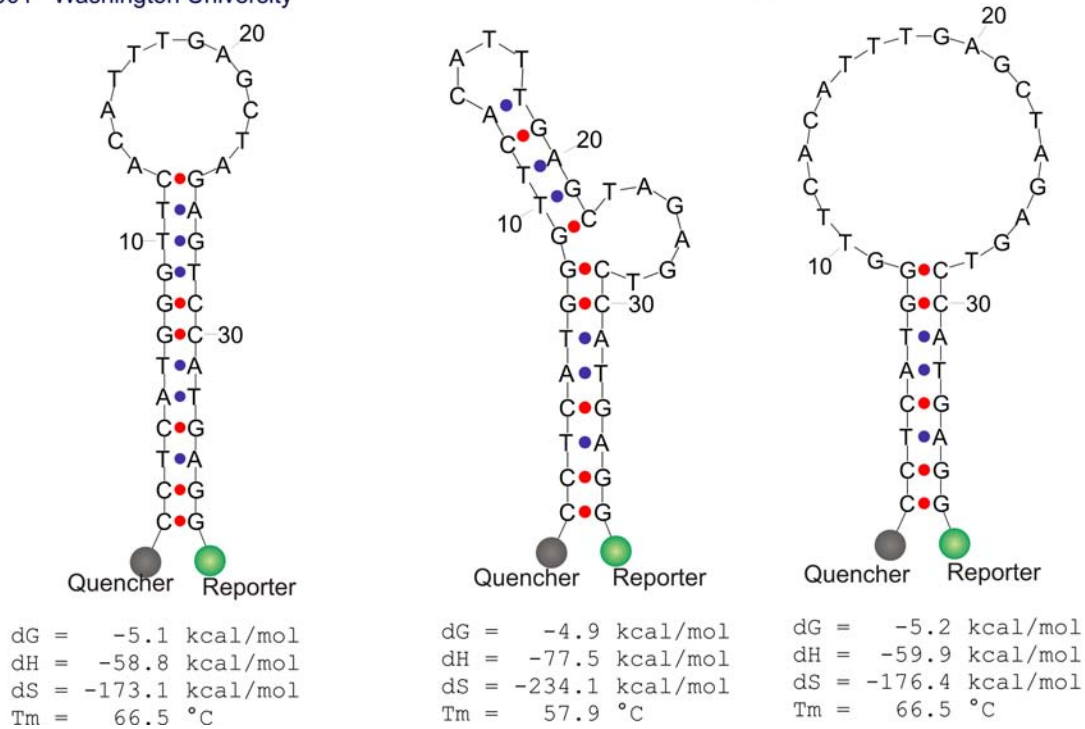 Washington University
CCTCATGGGTTCACATTTGAGCTAGAGTCCATGAGG
10
20
30
Quencher
Reporter
dG = -5.1 kcal/mol
dH = -58.8 kcal/mol
dS = -173.1 kcal/mol
Tm = 66.5 °C
CCTCATGGGTTCACATTTGAGCTAGAGTCCATGAGG
10
20
30
Quencher
Reporter
dG = -4.9 kcal/mol
dH = -77.5 kcal/mol
dS = -234.1 kcal/mol
Tm = 57.9 °C
CCTCATGGGTTCACATTTGAGCTAGAGTCCATGAGG
10
20
30
Quencher
Reporter
dG = -5.2 kcal/mol
dH = -59.9 kcal/mol
dS = -176.4 kcal/mol
Tm = 66.5 °C